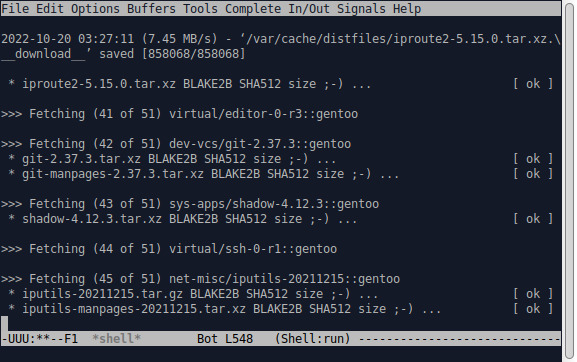 File Edit Options Buffers Tools Complete In/Out Signals Help
2022-10-20 03:27:11 (7.45 MB/s) - ‘/var/cache/distfiles/iproute2-5.15.0.tar.xz.\
__download__’ saved [858068/858068]
 * iproute2-5.15.0.tar.xz BLAKE2B SHA512 size ;-) ... [ ok ]
>>> Fetching (41 of 51) virtual/editor-0-r3::gentoo
>>> Fetching (42 of 51) dev-vcs/git-2.37.3::gentoo
 * git-2.37.3.tar.xz BLAKE2B SHA512 size ;-) ... [ ok ]
 * git-manpages-2.37.3.tar.xz BLAKE2B SHA512 size ;-) ... [ ok ]
>>> Fetching (43 of 51) sys-apps/shadow-4.12.3::gentoo
 * shadow-4.12.3.tar.xz BLAKE2B SHA512 size ;-) ... [ ok ]
>>> Fetching (44 of 51) virtual/ssh-0-r1::gentoo
>>> Fetching (45 of 51) net-misc/iputils-20211215::gentoo
 * iputils-20211215.tar.gz BLAKE2B SHA512 size ;-) ... [ ok ]
 * iputils-manpages-20211215.tar.xz BLAKE2B SHA512 size ;-) ... [ ok ]
-UUU:**--F1 *shell* Bot L548 (Shell:run) -----------------------------